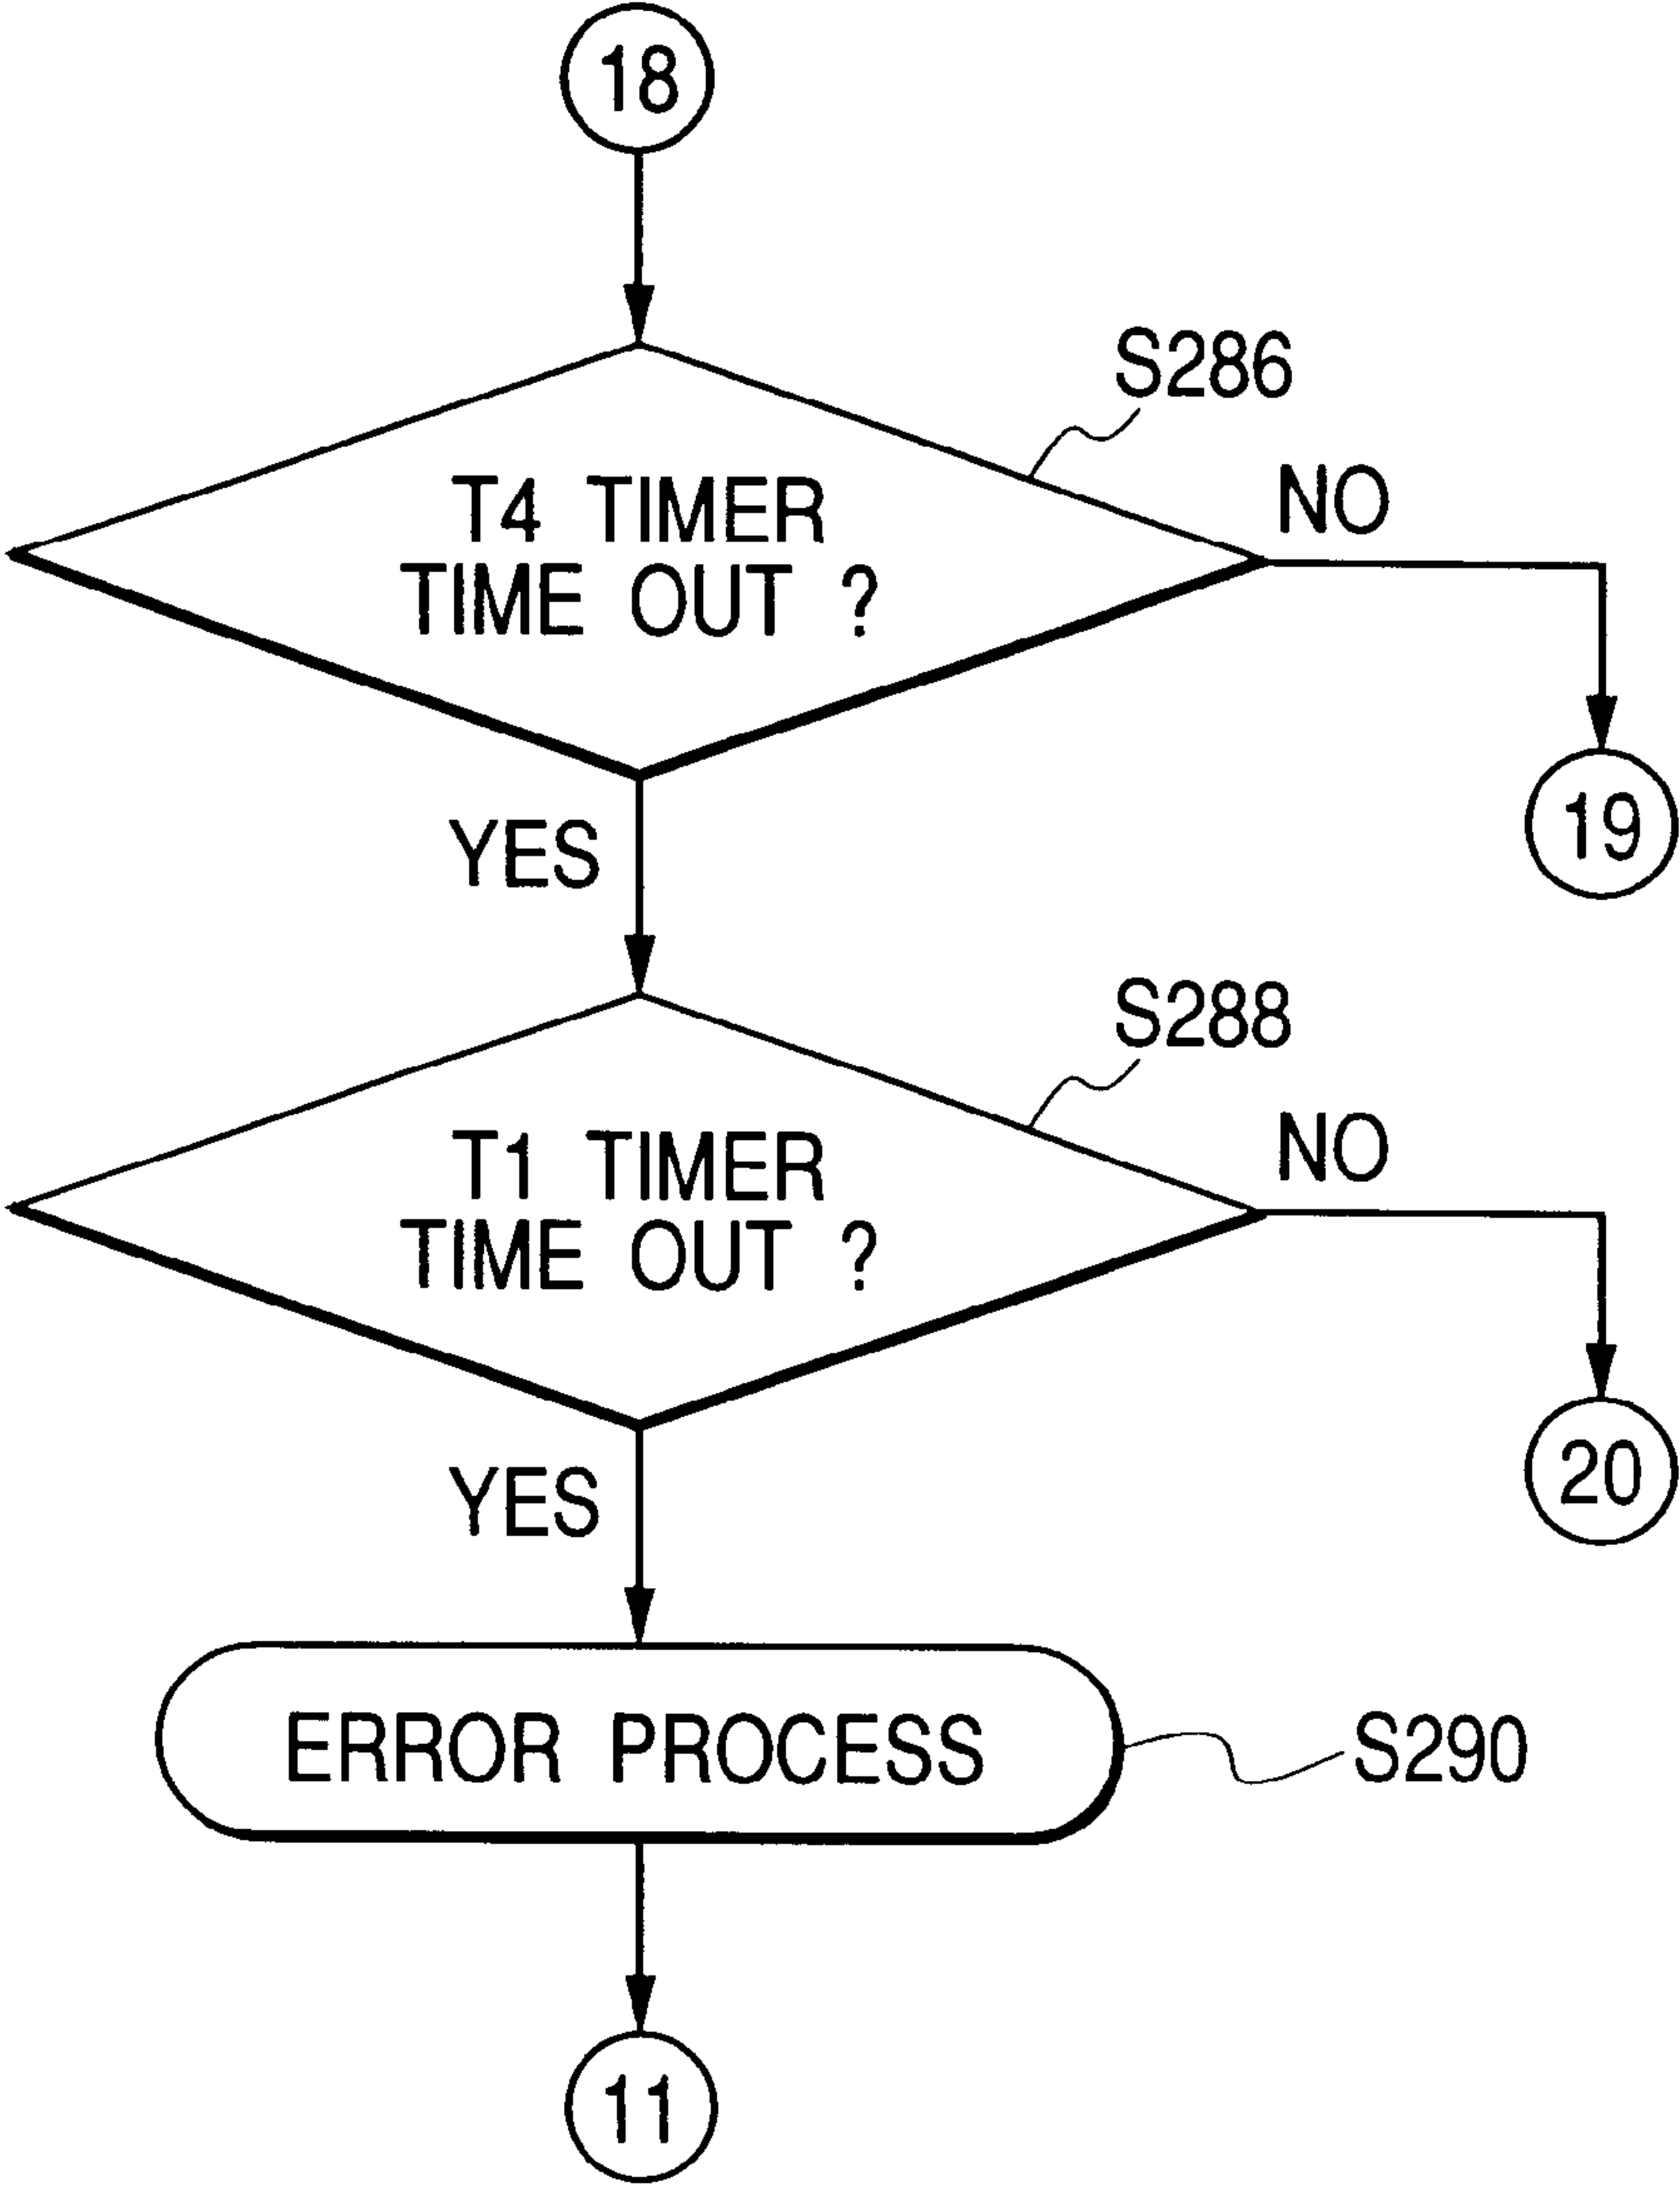 18
S286
T4 TIMER
TIME OUT ?
NO
19
YES
S288
T1 TIMER
TIME OUT ?
NO
20
YES
ERROR PROCESS
S290
11